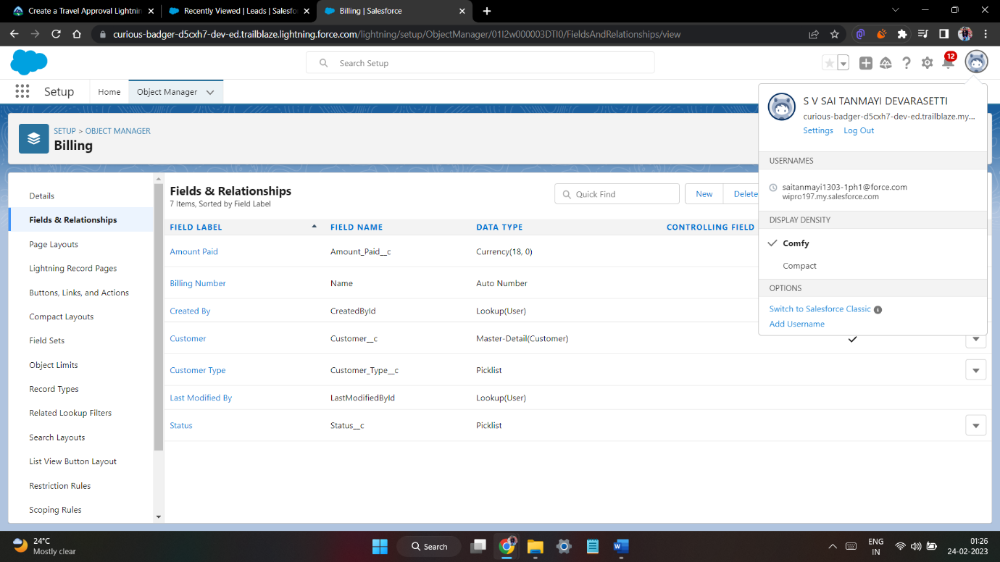 Create a Travel Approval Lightnin
Recently Viewed | Leads | Salesfo
Billing | Salesforce
curious-badger-d5cxh7-dev-ed.trailblaze.lightning.force.com/lightning/setup/ObjectManager/01I2w000003DTI0/FieldsAndRelationships/view
Search Setup
12
Setup
Home
Object Manager
SETUP > OBJECT MANAGER
Billing
Details
Fields & Relationships
Page Layouts
Lightning Record Pages
Buttons, Links, and Actions
Compact Layouts
Field Sets
Object Limits
Record Types
Related Lookup Filters
Search Layouts
List View Button Layout
Restriction Rules
Scoping Rules
Fields & Relationships
7 Items, Sorted by Field Label
Quick Find
New
Delete
FIELD LABEL FIELD NAME DATA TYPE CONTROLLING FIELD
Amount Paid Amount_Paid__c Currency(18, 0)
Billing Number Name Auto Number
Created By CreatedById Lookup(User)
Customer Customer__c Master-Detail(Customer)
Customer Type Customer_Type__c Picklist
Last Modified By LastModifiedById Lookup(User)
Status Status__c Picklist
S V SAI TANMAYI DEVARASETTI
curious-badger-d5cxh7-dev-ed.trailblaze.my...
Settings Log Out
USERNAMES
saitanmayi1303-1ph1@force.com
wipro197.my.salesforce.com
DISPLAY DENSITY
Comfy
Compact
OPTIONS
Switch to Salesforce Classic
Add Username
24°C
Mostly clear
Search
ENG
IN
01:26
24-02-2023